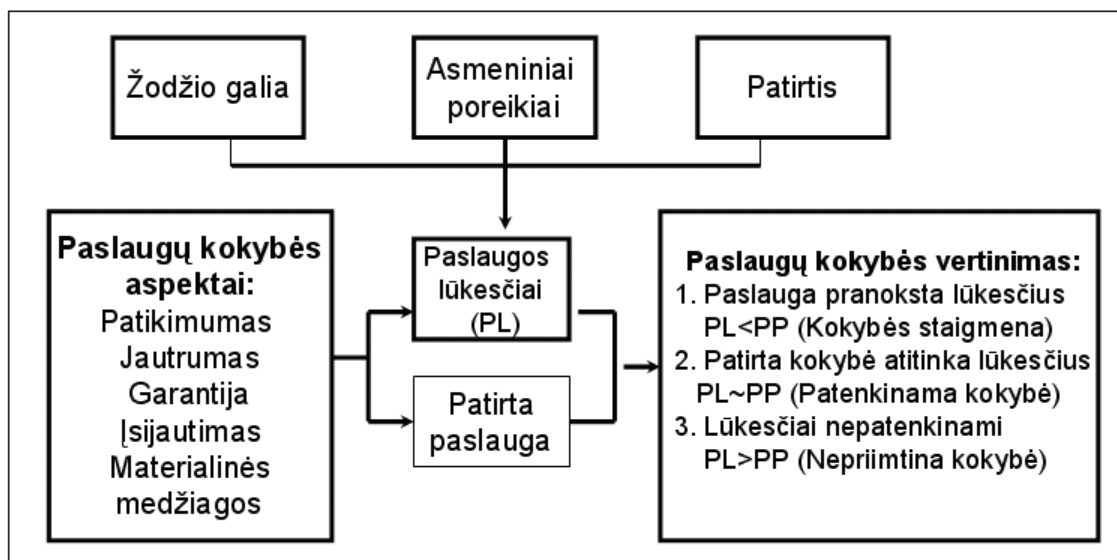 Žodžio galia
Asmeniniai
poreikiai
Patirtis
Paslaugų kokybės
aspektai:
Patikimumas
Jautrumas
Garantija
Įsijautimas
Materialinės
medžiagos
Paslaugos
lūkesčiai
(PL)
Patirta
paslauga
Paslaugų kokybės vertinimas:
1. Paslauga pranoksta lūkesčius
PL<PP (Kokybės staigmena)
2. Patirta kokybė atitinka lūkesčius
PL~PP (Patenkinama kokybė)
3. Lūkesčiai nepatenkinami
PL>PP (Nepriimtina kokybė)